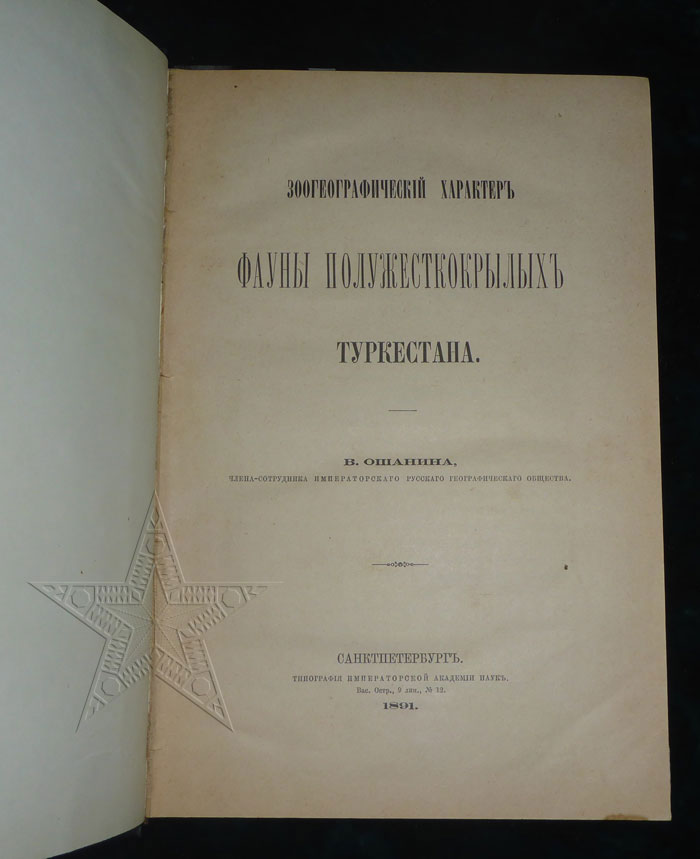 ЗООГЕОГРАФИЧЕСКІЙ ХАРАКТЕРЪ
ФАУНЫ ПОЛУЖЕСТКОКРЫЛЫХЪ
ТУРКЕСТАНА.
В. ОШАНИНА,
ЧЛЕНА-СОТРУДНИКА ИМПЕРАТОРСКАГО РУССКАГО ГЕОГРАФИЧЕСКАГО ОБЩЕСТВА.
САНКТПЕТЕРБУРГЪ.
ТИПОГРАФІЯ ИМПЕРАТОРСКОЙ АКАДЕМІИ НАУКЪ.
Вас. Остр., 9 лин., № 12.
1891.